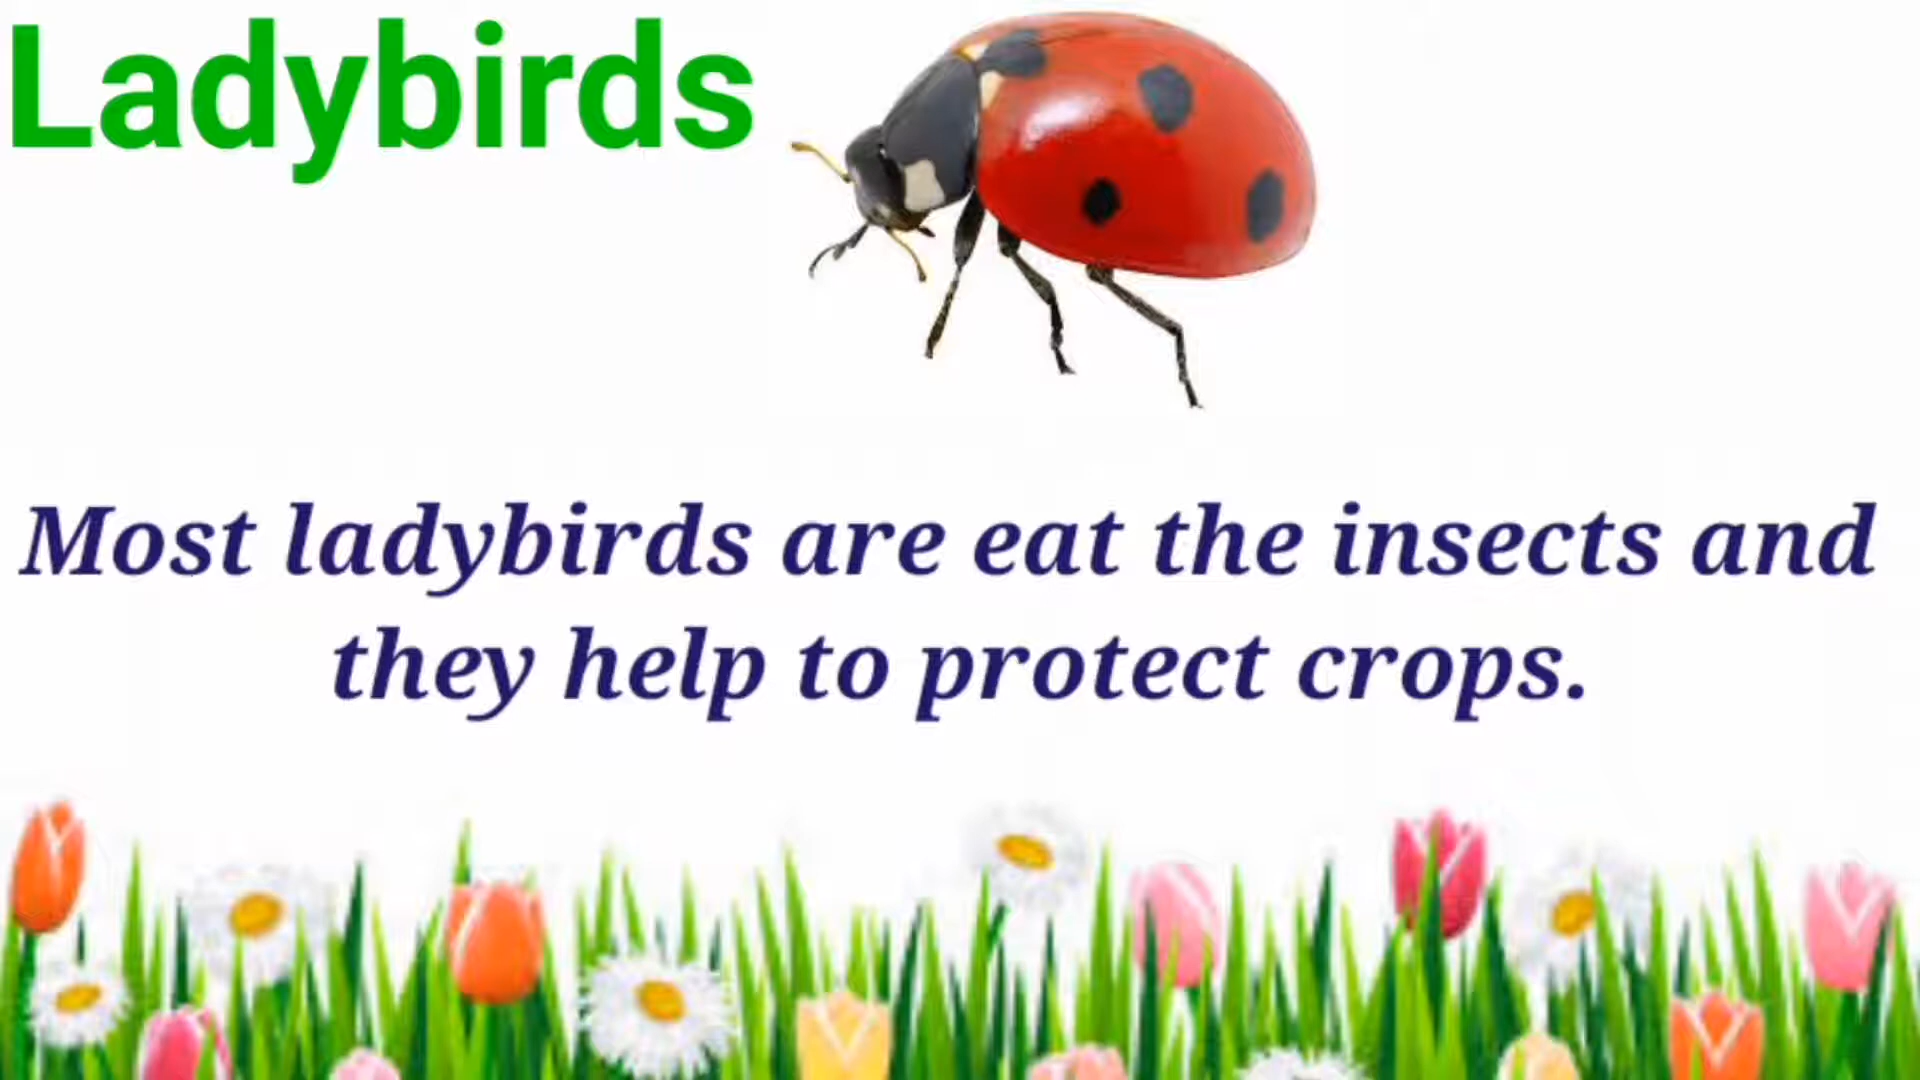 Ladybirds
Most ladybirds are eat the insects and
they help to protect crops.